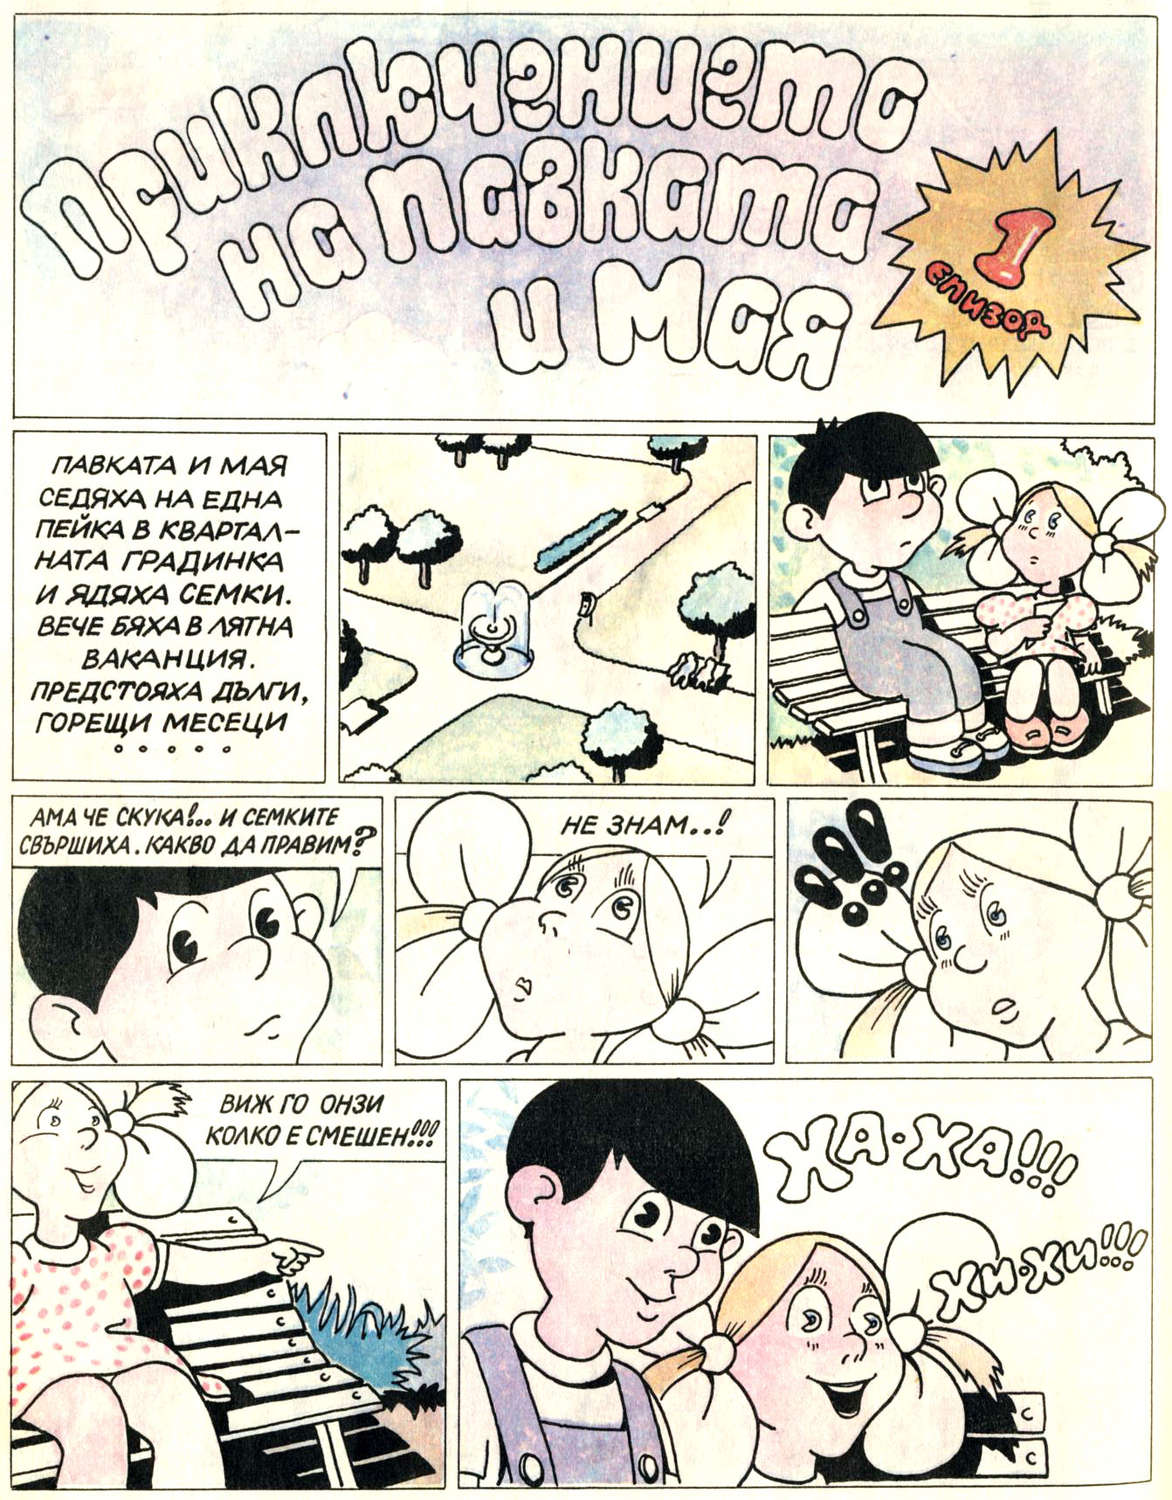 Приключението
на Павката
и Мая
1
ЕПИЗОД
ПАВКАТА И МАЯ
СЕДЯХА НА ЕДНА
ПЕЙКА В КВАРТАЛ-
НАТА ГРАДИНКА
И ЯДЯХА СЕМКИ.
ВЕЧЕ БЯХА В ЛЯТНА
ВАКАНЦИЯ.
ПРЕДСТОЯХА ДЪЛГИ,
ГОРЕЩИ МЕСЕЦИ
.....
АМА ЧЕ СКУКА!.. И СЕМКИТЕ
СВЪРШИХА. КАКВО ДА ПРАВИМ?
НЕ ЗНАМ..!
!!!
ВИЖ ГО ОНЗИ
КОЛКО Е СМЕШЕН!!!
ХА-ХА!!!
ХИ-ХИ!!!